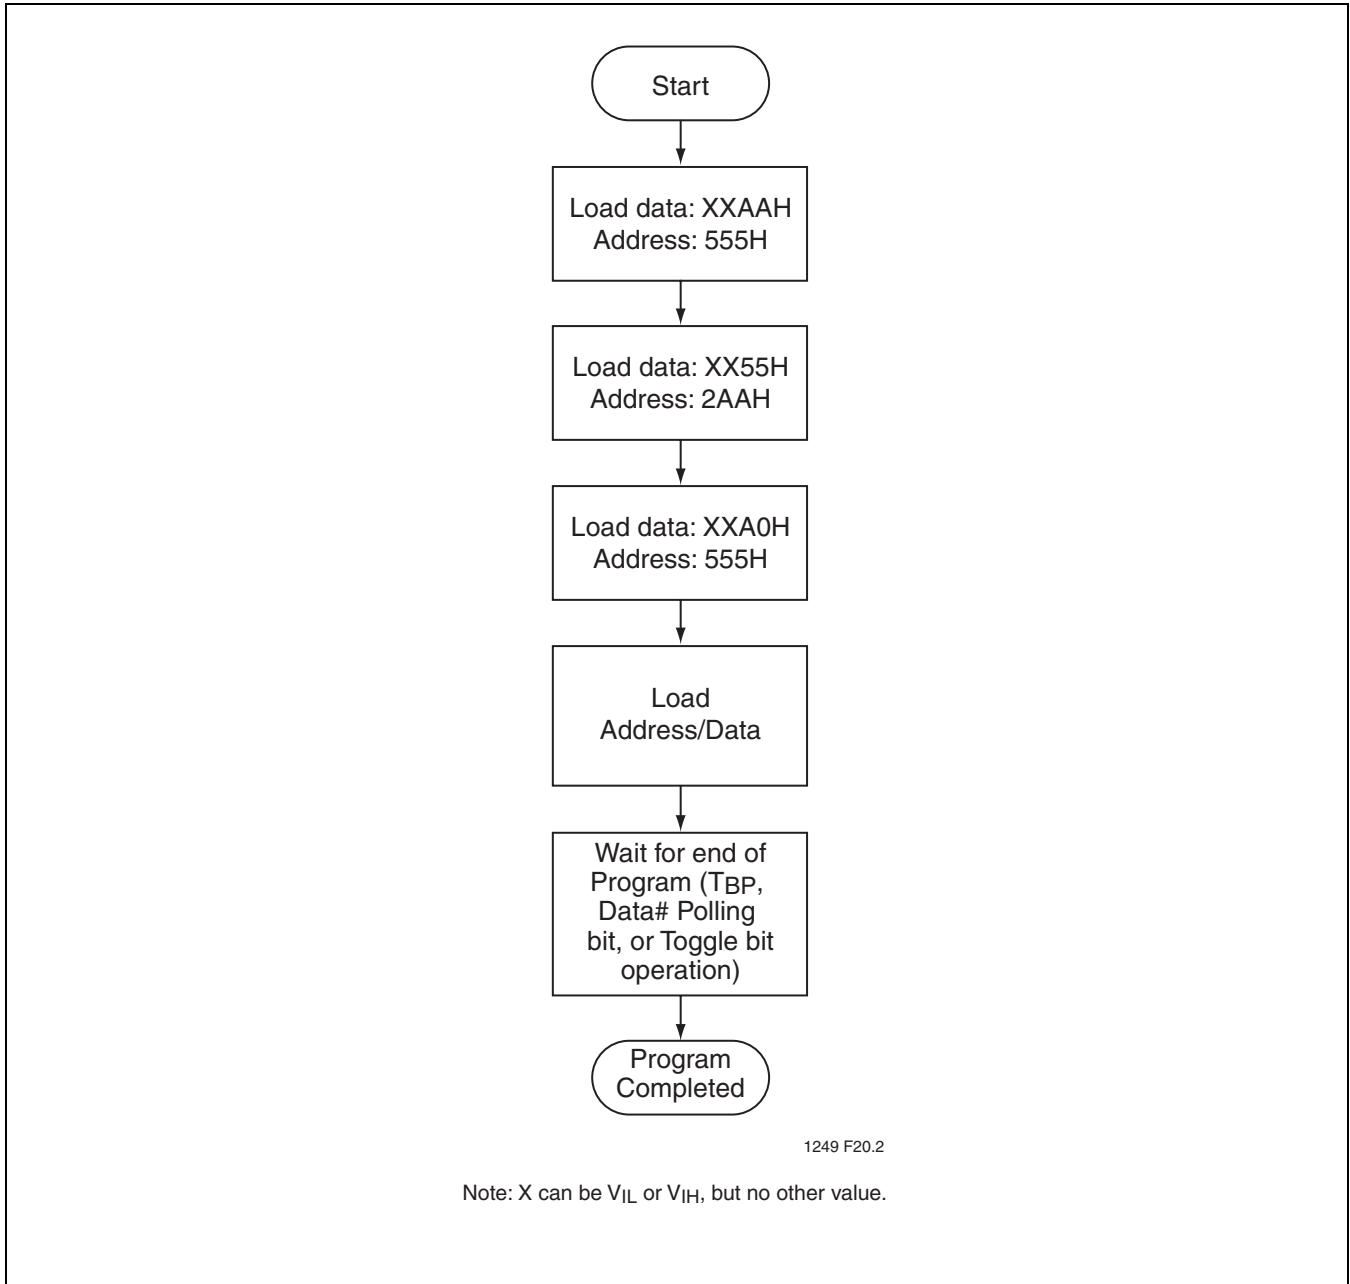 Start
Load data: XXAAH
Address: 555H
Load data: XX55H
Address: 2AAH
Load data: XXA0H
Address: 555H
Load
Address/Data
Wait for end of
Program (TBP,
Data# Polling
bit, or Toggle bit
operation)
Program
Completed
1249 F20.2
Note: X can be VIL or VIH, but no other value.